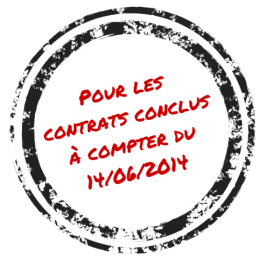 POUR LES
CONTRATS CONCLUS
À COMPTER DU
14/06/2014